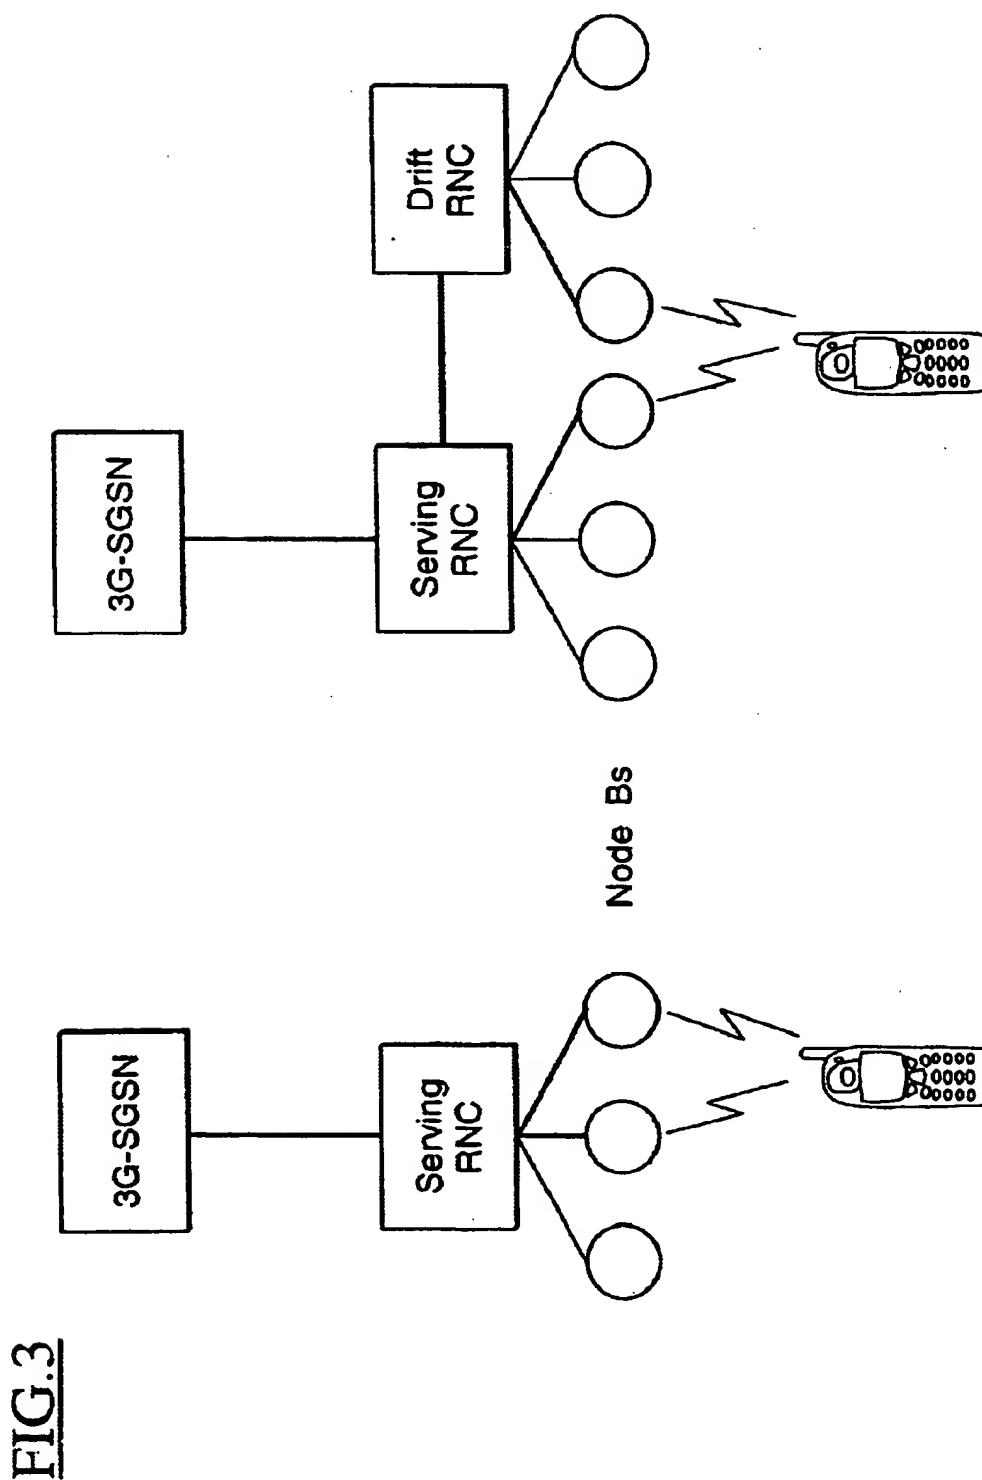 FIG.3
3G-SGSN
Serving
RNC
Node Bs
3G-SGSN
Serving
RNC
Drift
RNC